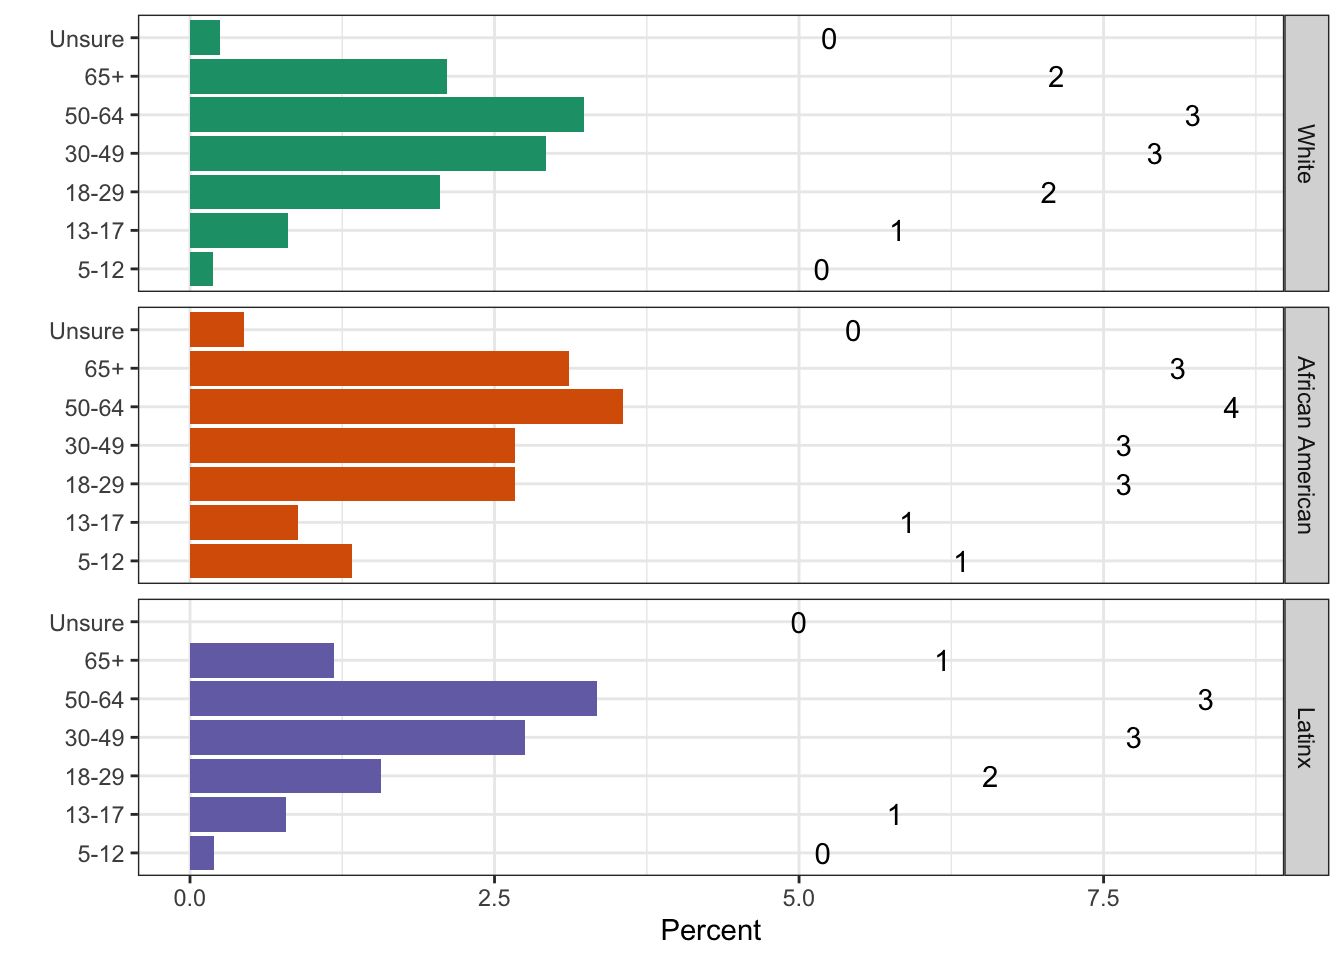 Unsure 0
65+ 2
50-64 3
30-49 3
18-29 2
13-17 1
5-12 0
White
Unsure 0
65+ 3
50-64 4
30-49 3
18-29 3
13-17 1
5-12 1
African American
Unsure 0
65+ 1
50-64 3
30-49 3
18-29 2
13-17 1
5-12 0
Latinx
0.0 2.5 5.0 7.5
Percent